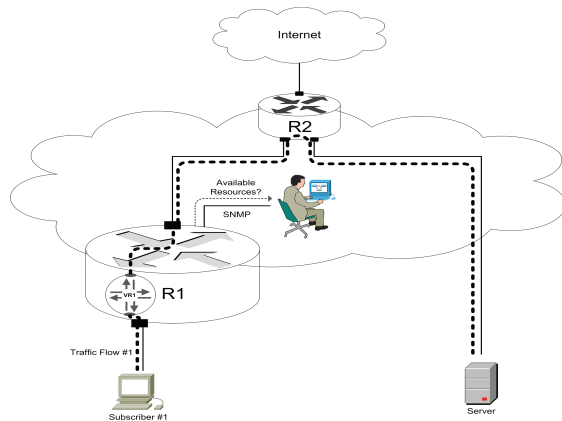 Internet
R2
Available
Resources?
SNMP
R1
VR1
Traffic Flow #1
Subscriber #1
Server